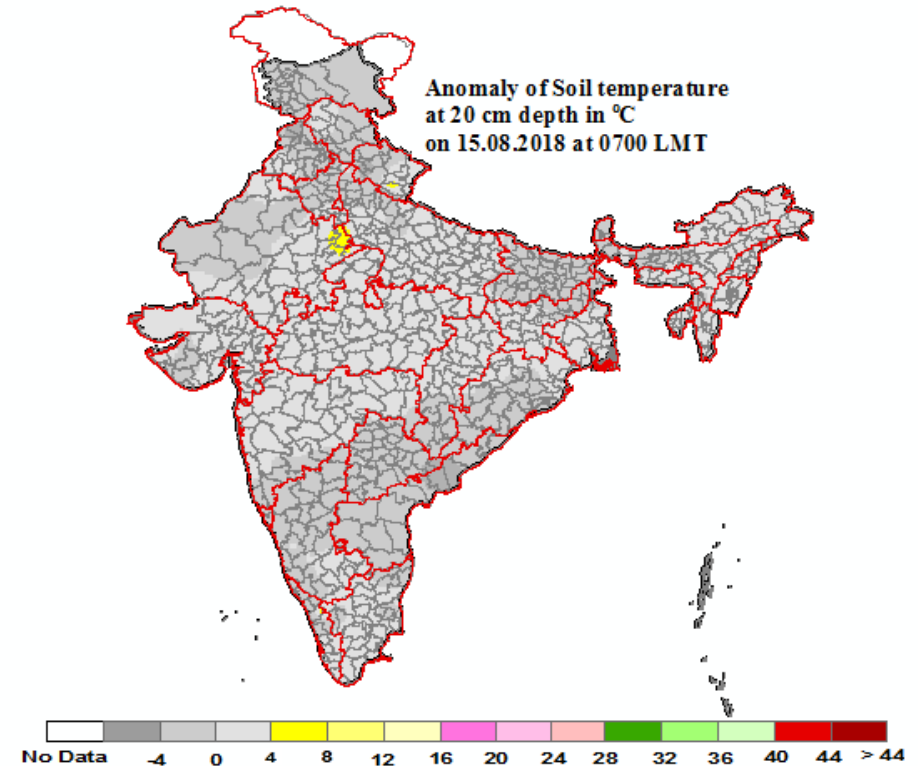 Anomaly of Soil temperature
at 20 cm depth in ⁰C
on 15.08.2018 at 0700 LMT
No Data -4 0 4 8 12 16 20 24 28 32 36 40 44 > 44